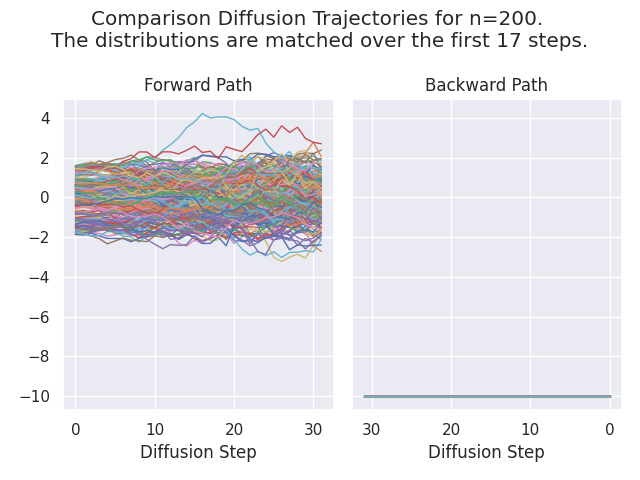 Comparison Diffusion Trajectories for n=200.
The distributions are matched over the first 17 steps.
Forward Path
Backward Path
4
2
0
−2
−4
−6
−8
−10
0 10 20 30
30 20 10 0
Diffusion Step
Diffusion Step